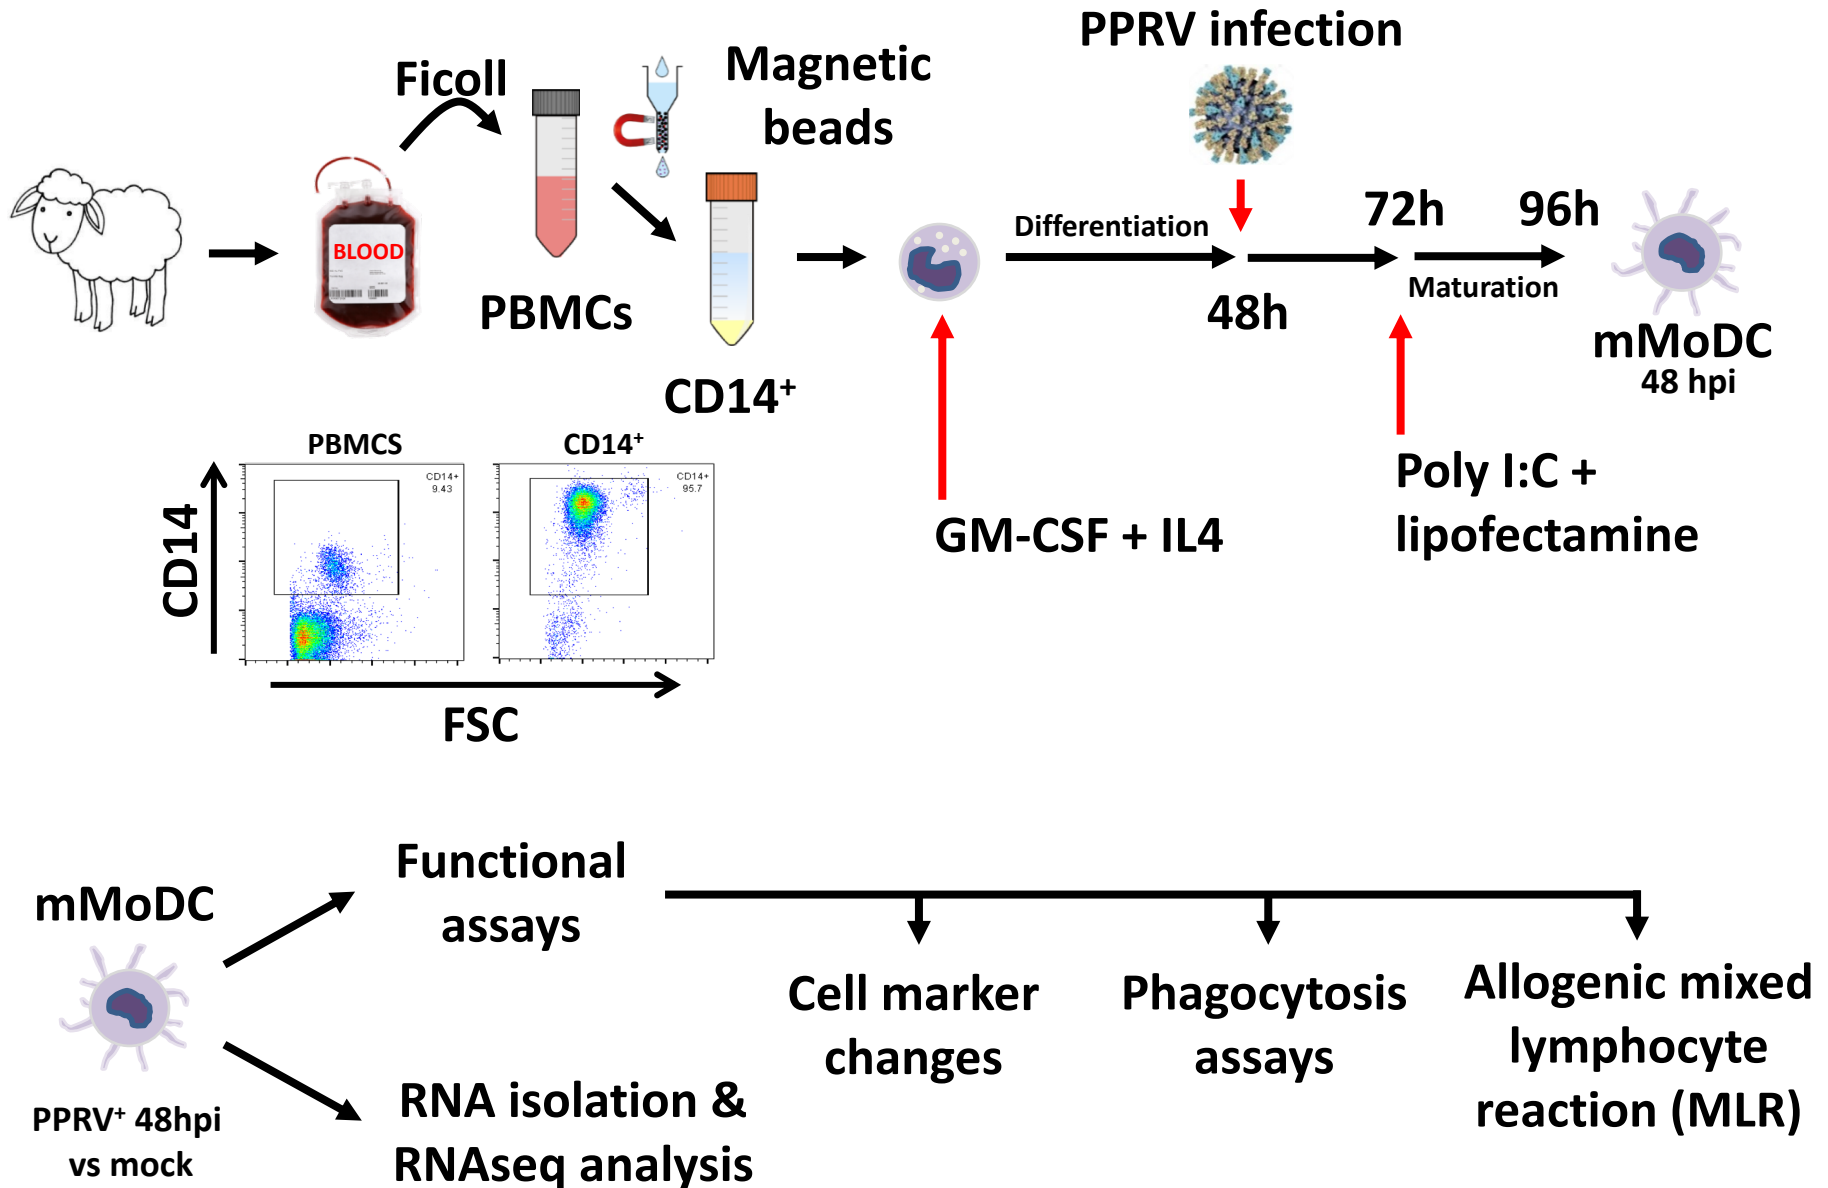 PPRV infection
Ficoll
Magnetic
beads
BLOOD
PBMCs
CD14+
Differentiation
48h
72h
96h
Maturation
mMoDC
48 hpi
GM-CSF + IL4
Poly I:C +
lipofectamine
PBMCS
CD14+
CD14+
9.43
CD14+
95.7
CD14
FSC
mMoDC
PPRV+ 48hpi
vs mock
Functional
assays
RNA isolation &
RNAseq analysis
Cell marker
changes
Phagocytosis
assays
Allogenic mixed
lymphocyte
reaction (MLR)